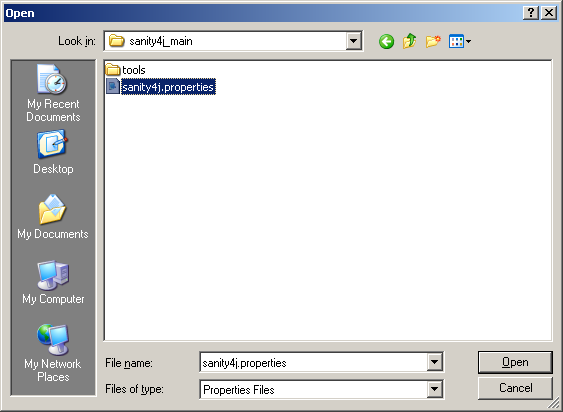 Open
Look in: sanity4j_main
tools
sanity4j.properties
My Recent
Documents
Desktop
My Documents
My Computer
My Network
Places
File name: sanity4j.properties
Open
Files of type: Properties Files
Cancel